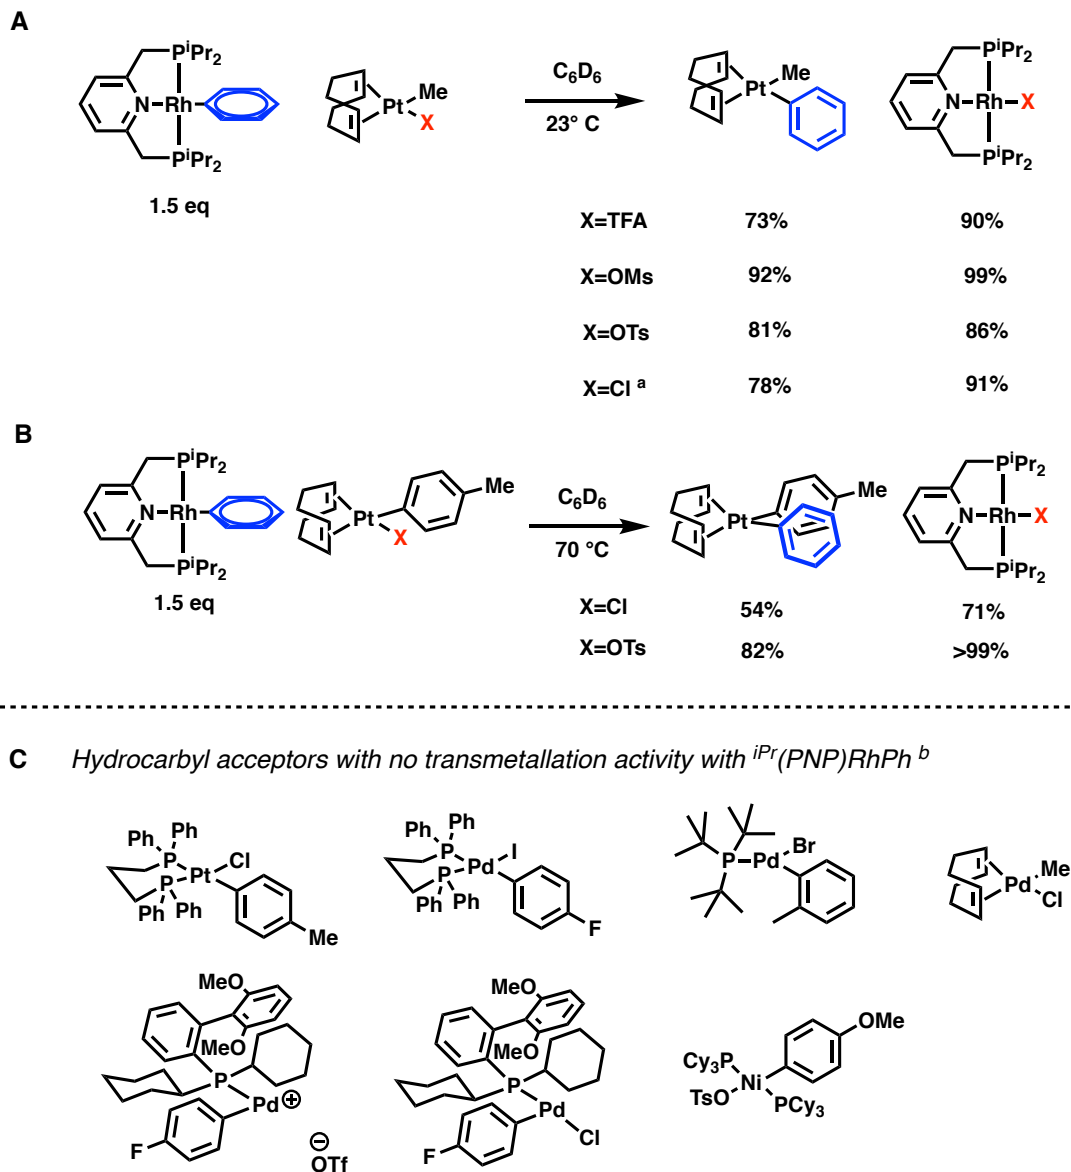 A
PⁱPr₂
N Rh
PⁱPr₂
1.5 eq
Me
Pt
X
C₆D₆
23° C
Me
Pt
PⁱPr₂
N Rh X
PⁱPr₂
X=TFA 73% 90%
X=OMs 92% 99%
X=OTs 81% 86%
X=Cl ᵃ 78% 91%
B
PⁱPr₂
N Rh
PⁱPr₂
1.5 eq
Me
Pt
X
C₆D₆
70 °C
Me
Pt
PⁱPr₂
N Rh X
PⁱPr₂
X=Cl 54% 71%
X=OTs 82% >99%
C Hydrocarbyl acceptors with no transmetallation activity with ⁱᴾʳ(PNP)RhPh ᵇ
Ph Ph
P Cl
Pt
P
Ph Ph
Me
Ph Ph
P I
Pd
P
Ph Ph
F
Br
P Pd
Me
Pd
Cl
MeO
MeO
P
Pd ⊕
F
⊖
OTf
MeO
MeO
P
Pd
F Cl
OMe
Cy₃P
Ni
TsO PCy₃